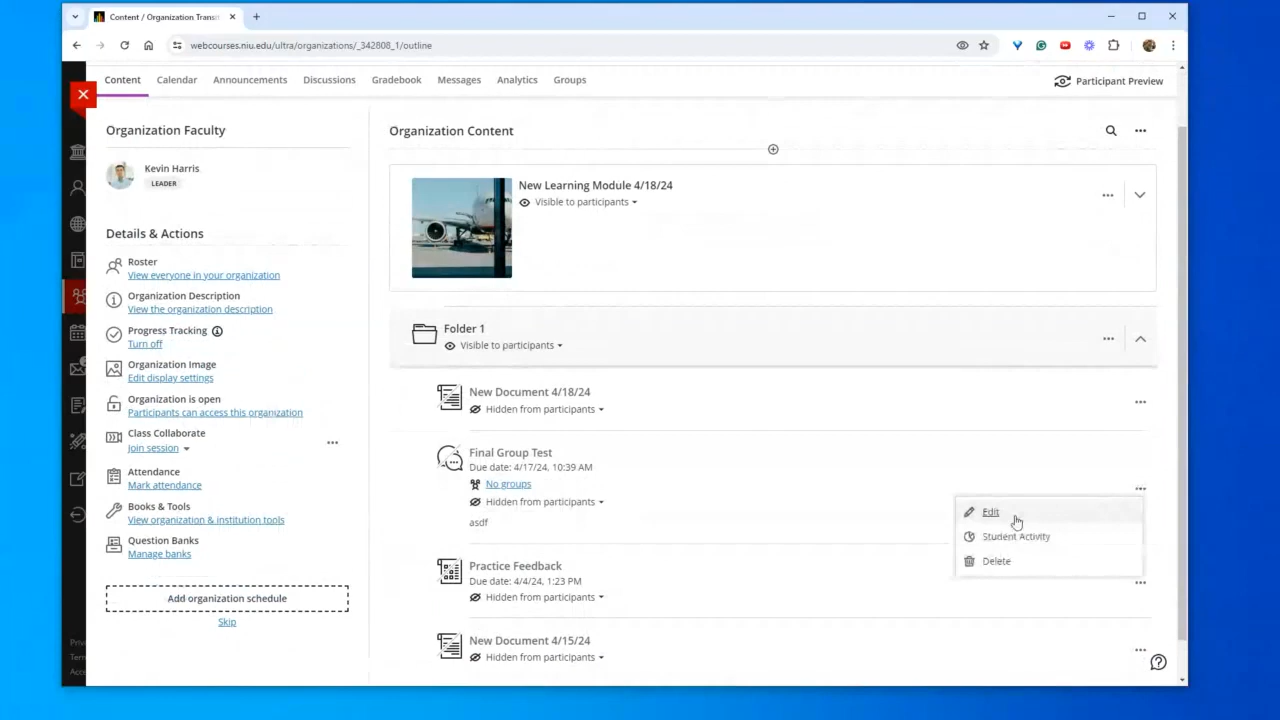 Content / Organization Transit
webcourses.niu.edu/ultra/organizations/_342808_1/outline
Content Calendar Announcements Discussions Gradebook Messages Analytics Groups
Participant Preview
Organization Faculty
Kevin Harris
LEADER
Details & Actions
Roster
View everyone in your organization
Organization Description
View the organization description
Progress Tracking
Turn off
Organization Image
Edit display settings
Organization is open
Participants can access this organization
Class Collaborate
Join session
Attendance
Mark attendance
Books & Tools
View organization & institution tools
Question Banks
Manage banks
Add organization schedule
Skip
Organization Content
New Learning Module 4/18/24
Visible to participants
Folder 1
Visible to participants
New Document 4/18/24
Hidden from participants
Final Group Test
Due date: 4/17/24, 10:39 AM
No groups
Hidden from participants
asdf
Edit
Student Activity
Delete
Practice Feedback
Due date: 4/4/24, 1:23 PM
Hidden from participants
New Document 4/15/24
Hidden from participants
Priv
Tern
Acce